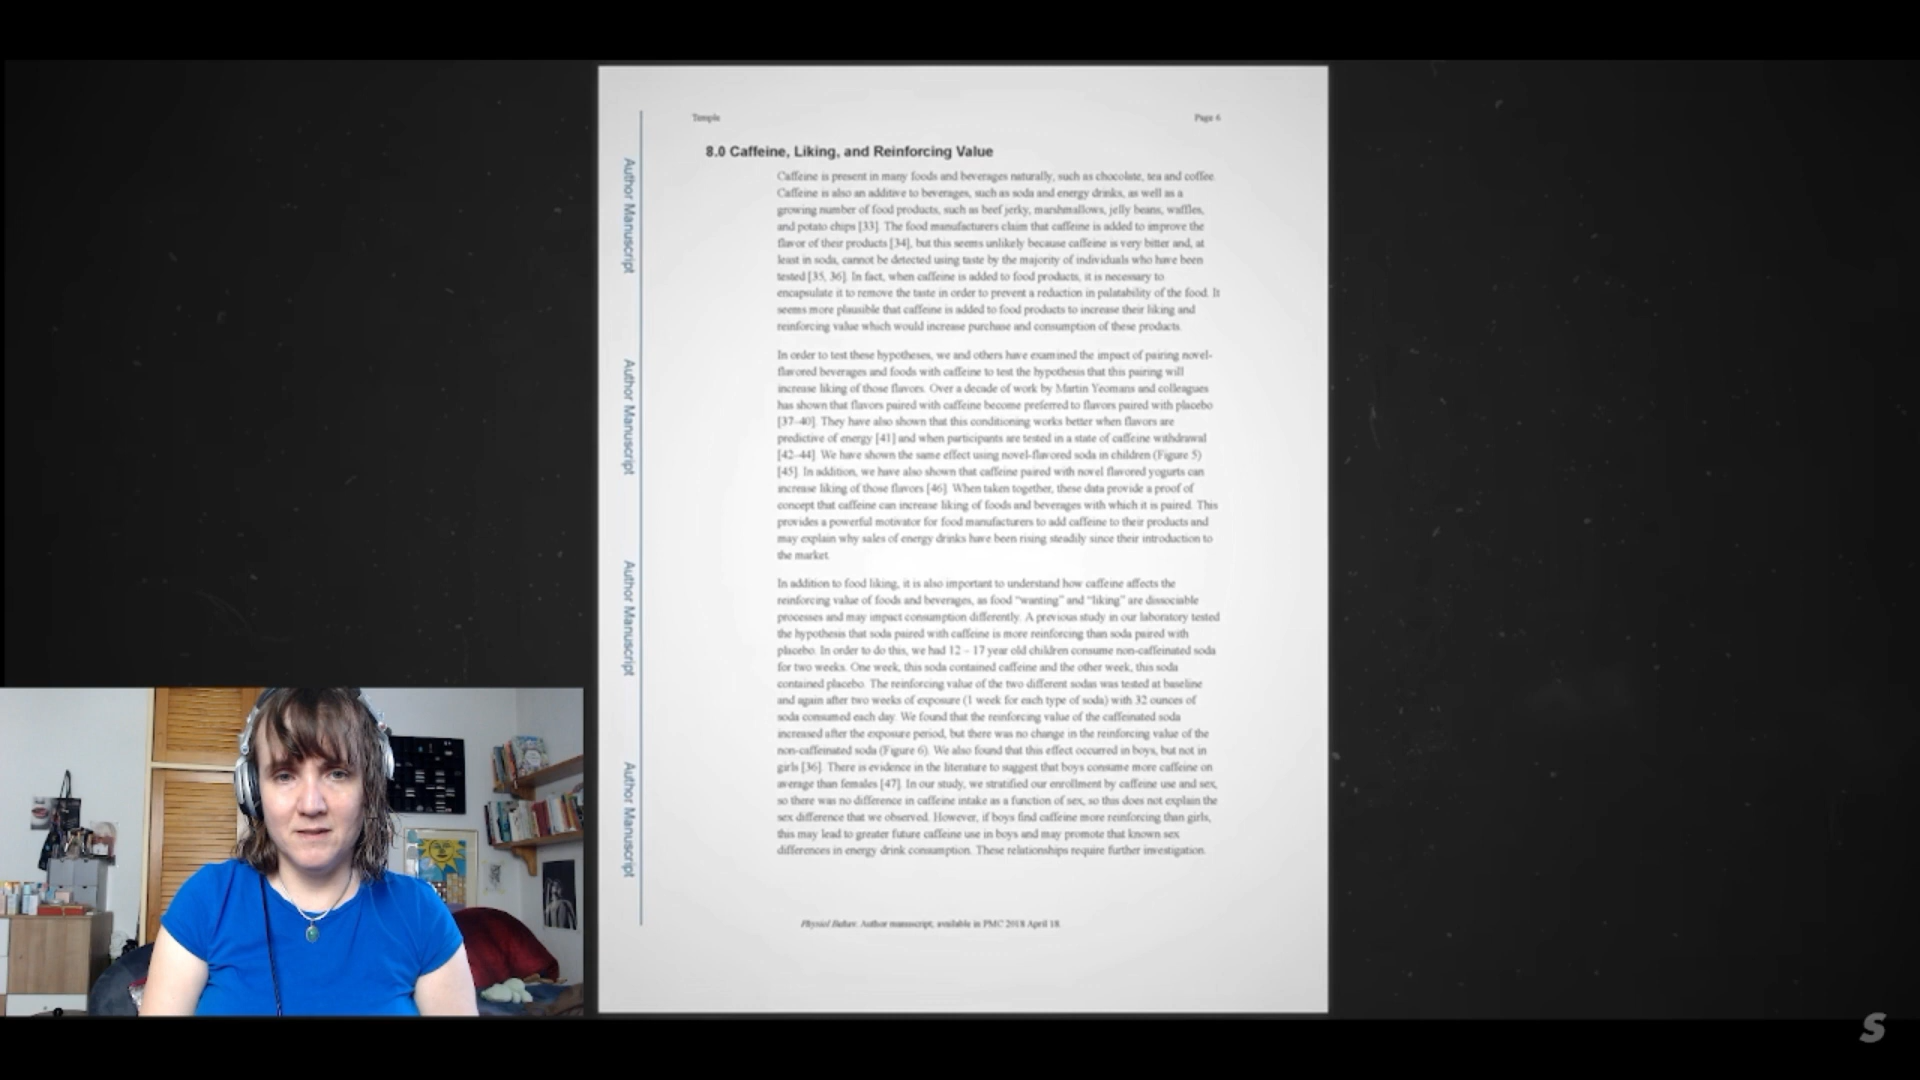 Temple
Page 6
8.0 Caffeine, Liking, and Reinforcing Value
Caffeine is present in many foods and beverages naturally, such as chocolate, tea and coffee.
Caffeine is also an additive to beverages, such as soda and energy drinks, as well as a
growing number of food products, such as beef jerky, marshmallows, jelly beans, waffles,
and potato chips [33]. The food manufacturers claim that caffeine is added to improve the
flavor of their products [34], but this seems unlikely because caffeine is very bitter and, at
least in soda, cannot be detected using taste by the majority of individuals who have been
tested [35, 36]. In fact, when caffeine is added to food products, it is necessary to
encapsulate it to remove the taste in order to prevent a reduction in palatability of the food. It
seems more plausible that caffeine is added to food products to increase their liking and
reinforcing value which would increase purchase and consumption of these products.
In order to test these hypotheses, we and others have examined the impact of pairing novel-
flavored beverages and foods with caffeine to test the hypothesis that this pairing will
increase liking of those flavors. Over a decade of work by Martin Yeomans and colleagues
has shown that flavors paired with caffeine become preferred to flavors paired with placebo
[37–40]. They have also shown that this conditioning works better when flavors are
predictive of energy [41] and when participants are tested in a state of caffeine withdrawal
[42–44]. We have shown the same effect using novel-flavored soda in children (Figure 5)
[45]. In addition, we have also shown that caffeine paired with novel flavored yogurts can
increase liking of those flavors [46]. When taken together, these data provide a proof of
concept that caffeine can increase liking of foods and beverages with which it is paired. This
provides a powerful motivator for food manufacturers to add caffeine to their products and
may explain why sales of energy drinks have been rising steadily since their introduction to
the market.
In addition to food liking, it is also important to understand how caffeine affects the
reinforcing value of foods and beverages, as food “wanting” and “liking” are dissociable
processes and may impact consumption differently. A previous study in our laboratory tested
the hypothesis that soda paired with caffeine is more reinforcing than soda paired with
placebo. In order to do this, we had 12 – 17 year old children consume non-caffeinated soda
for two weeks. One week, this soda contained caffeine and the other week, this soda
contained placebo. The reinforcing value of the two different sodas was tested at baseline
and again after two weeks of exposure (1 week for each type of soda) with 32 ounces of
soda consumed each day. We found that the reinforcing value of the caffeinated soda
increased after the exposure period, but there was no change in the reinforcing value of the
non-caffeinated soda (Figure 6). We also found that this effect occurred in boys, but not in
girls [36]. There is evidence in the literature to suggest that boys consume more caffeine on
average than females [47]. In our study, we stratified our enrollment by caffeine use and sex,
so there was no difference in caffeine intake as a function of sex, so this does not explain the
sex difference that we observed. However, if boys find caffeine more reinforcing than girls,
this may lead to greater future caffeine use in boys and may promote that known sex
differences in energy drink consumption. These relationships require further investigation.
Physiol Behav. Author manuscript; available in PMC 2018 April 18.
Author Manuscript
Author Manuscript
Author Manuscript
Author Manuscript
S